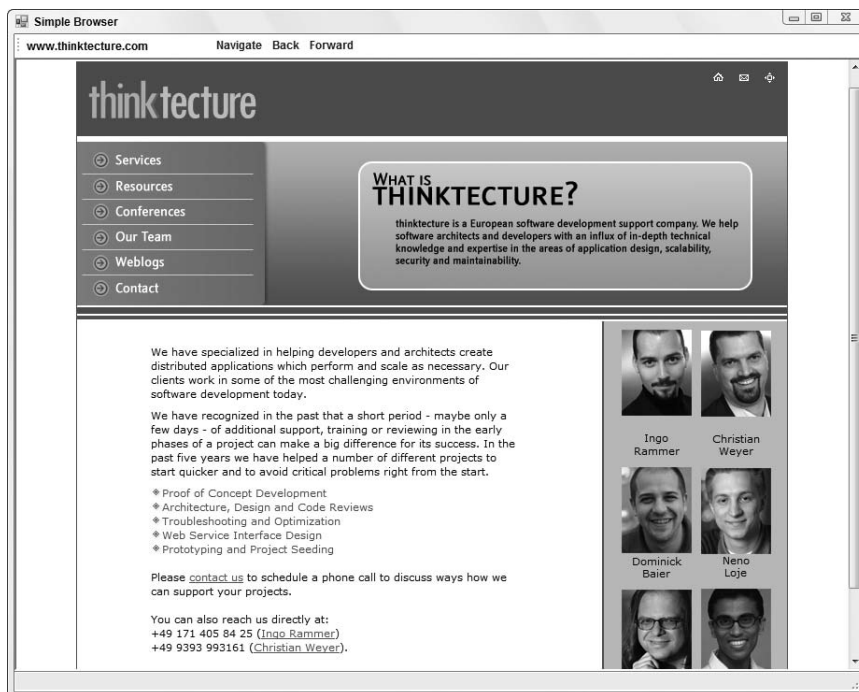 Simple Browser
www.thinktecture.com Navigate Back Forward
thinktecture
Services
Resources
Conferences
Our Team
Weblogs
Contact
WHAT IS
THINKTECTURE?
thinktecture is a European software development support company. We help
software architects and developers with an influx of in-depth technical
knowledge and expertise in the areas of application design, scalability,
security and maintainability.
We have specialized in helping developers and architects create
distributed applications which perform and scale as necessary. Our
clients work in some of the most challenging environments of
software development today.
We have recognized in the past that a short period - maybe only a
few days - of additional support, training or reviewing in the early
phases of a project can make a big difference for its success. In the
past five years we have helped a number of different projects to
start quicker and to avoid critical problems right from the start.
Proof of Concept Development
Architecture, Design and Code Reviews
Troubleshooting and Optimization
Web Service Interface Design
Prototyping and Project Seeding
Please contact us to schedule a phone call to discuss ways how we
can support your projects.
You can also reach us directly at:
+49 171 405 84 25 (Ingo Rammer)
+49 9393 993161 (Christian Weyer).
Ingo
Rammer
Christian
Weyer
Dominick
Baier
Neno
Loje